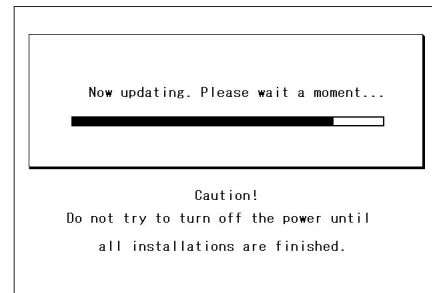 Now updating. Please wait a moment...
Caution!
Do not try to turn off the power until
all installations are finished.